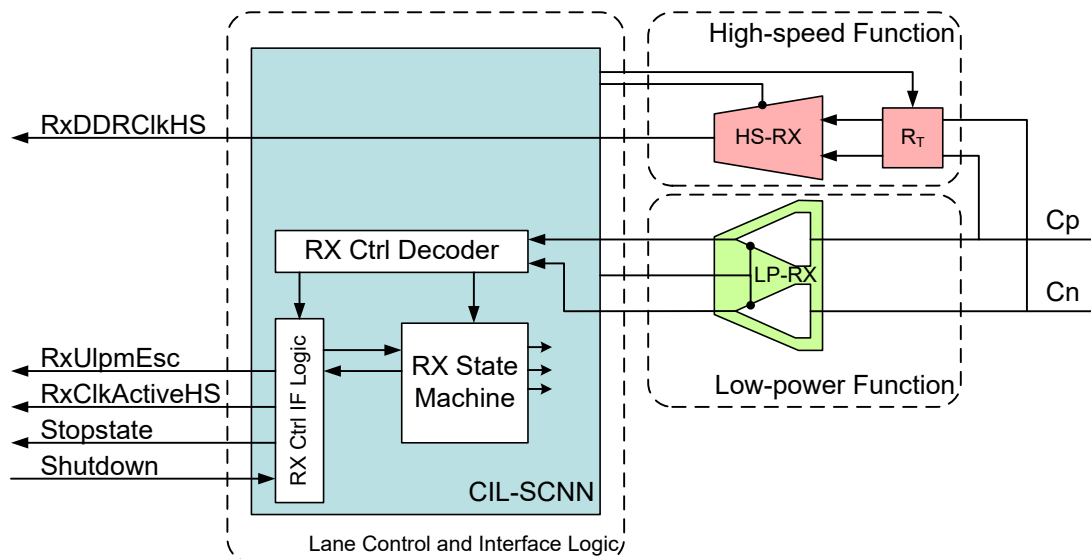 High-speed Function
RxDDRClkHS
HS-RX
RT
RX Ctrl Decoder
LP-RX
Cp
Cn
RxUlpmEsc
RxClkActiveHS
Stopstate
Shutdown
RX Ctrl IF Logic
RX State
Machine
Low-power Function
CIL-SCNN
Lane Control and Interface Logic